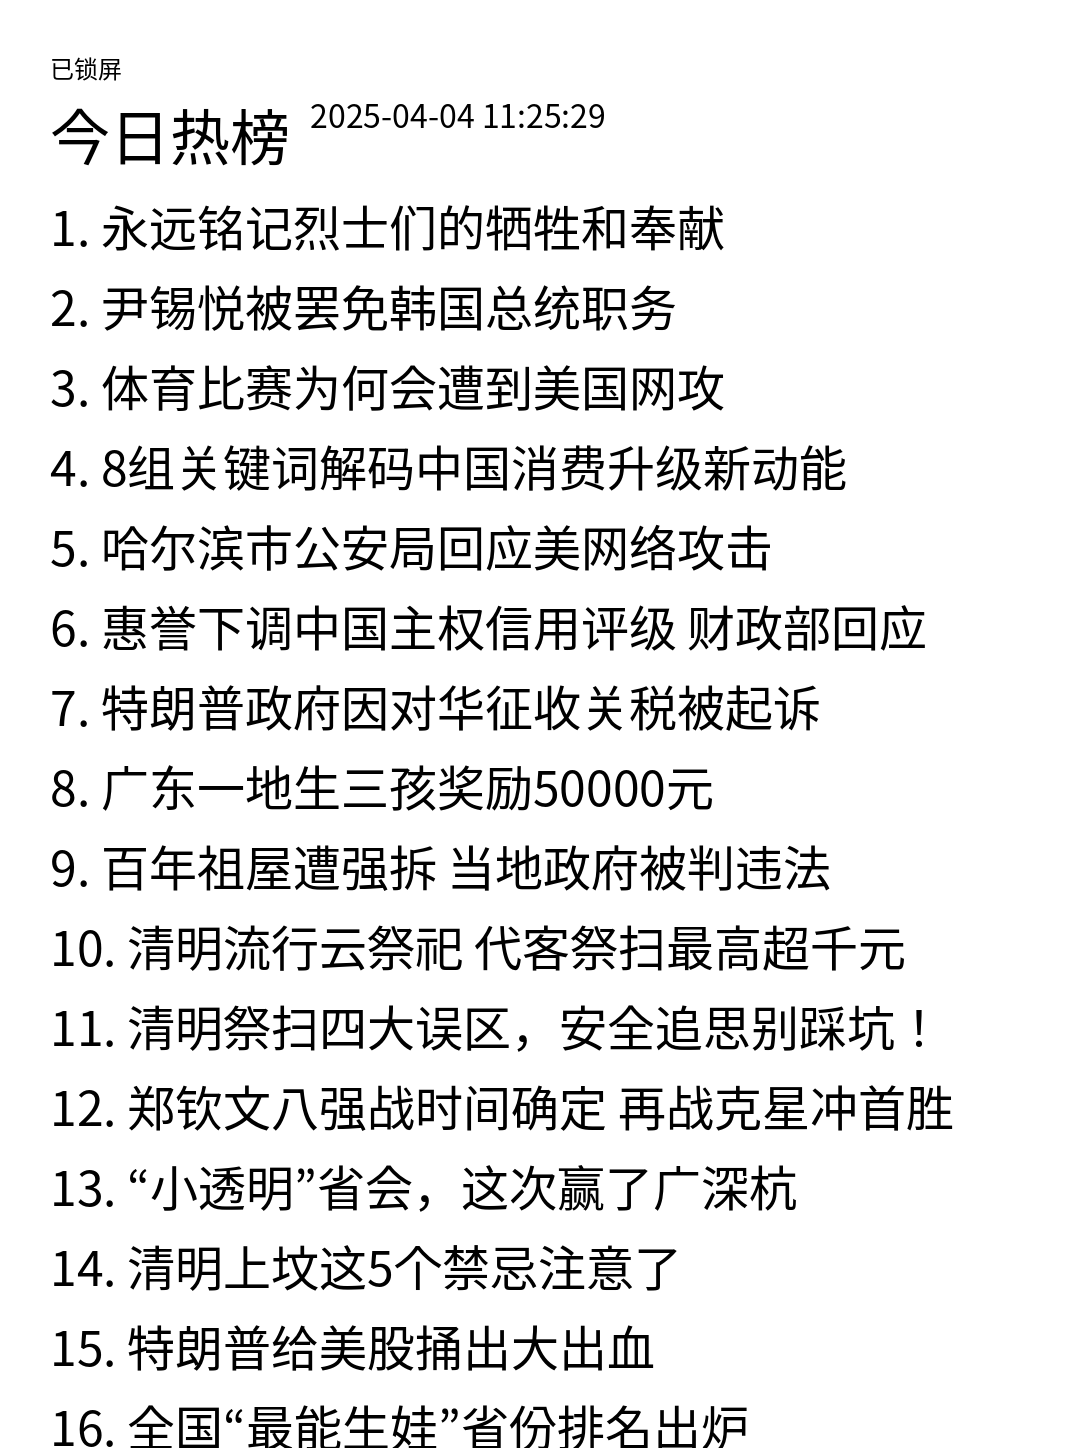 已锁屏
今日热榜 2025-04-04 11:25:29
1. 永远铭记烈士们的牺牲和奉献
2. 尹锡悦被罢免韩国总统职务
3. 体育比赛为何会遭到美国网攻
4. 8组关键词解码中国消费升级新动能
5. 哈尔滨市公安局回应美网络攻击
6. 惠誉下调中国主权信用评级 财政部回应
7. 特朗普政府因对华征收关税被起诉
8. 广东一地生三孩奖励50000元
9. 百年祖屋遭强拆 当地政府被判违法
10. 清明流行云祭祀 代客祭扫最高超千元
11. 清明祭扫四大误区，安全追思别踩坑！
12. 郑钦文八强战时间确定 再战克星冲首胜
13. “小透明”省会，这次赢了广深杭
14. 清明上坟这5个禁忌注意了
15. 特朗普给美股捅出大出血
16. 全国“最能生娃”省份排名出炉